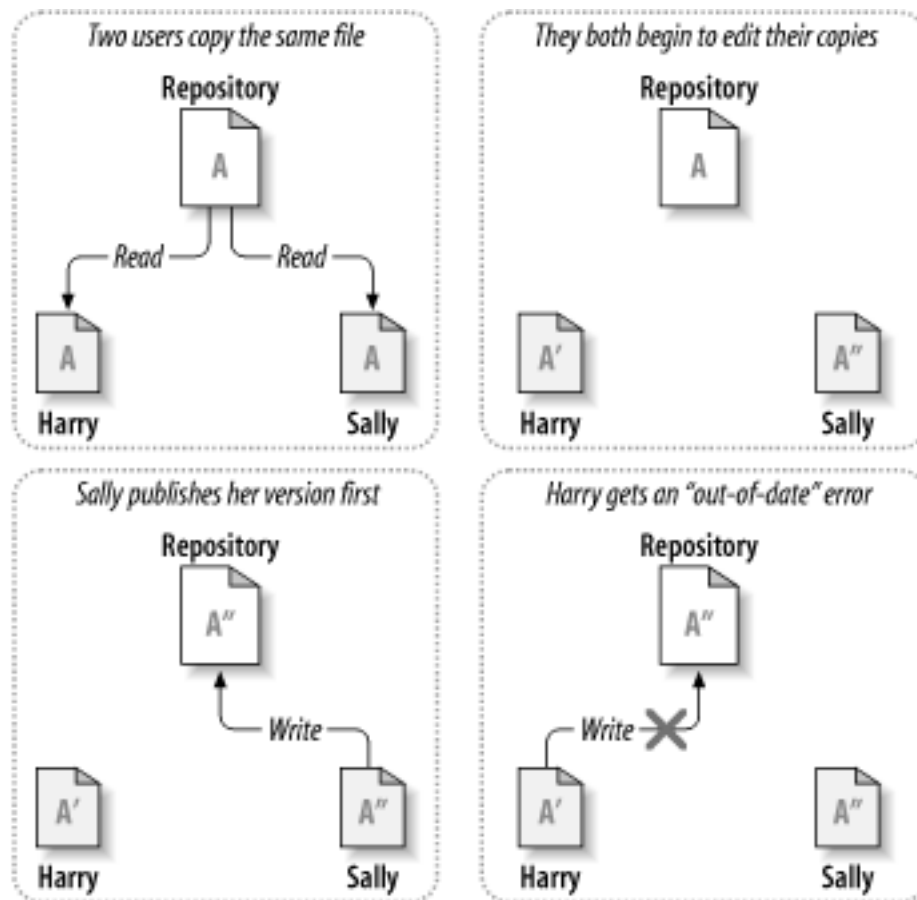 Two users copy the same file
Repository
A
Read
Read
A
A
Harry
Sally
They both begin to edit their copies
Repository
A
A′
A″
Harry
Sally
Sally publishes her version first
Repository
A″
Write
A′
A″
Harry
Sally
Harry gets an “out-of-date” error
Repository
A″
Write
A′
A″
Harry
Sally